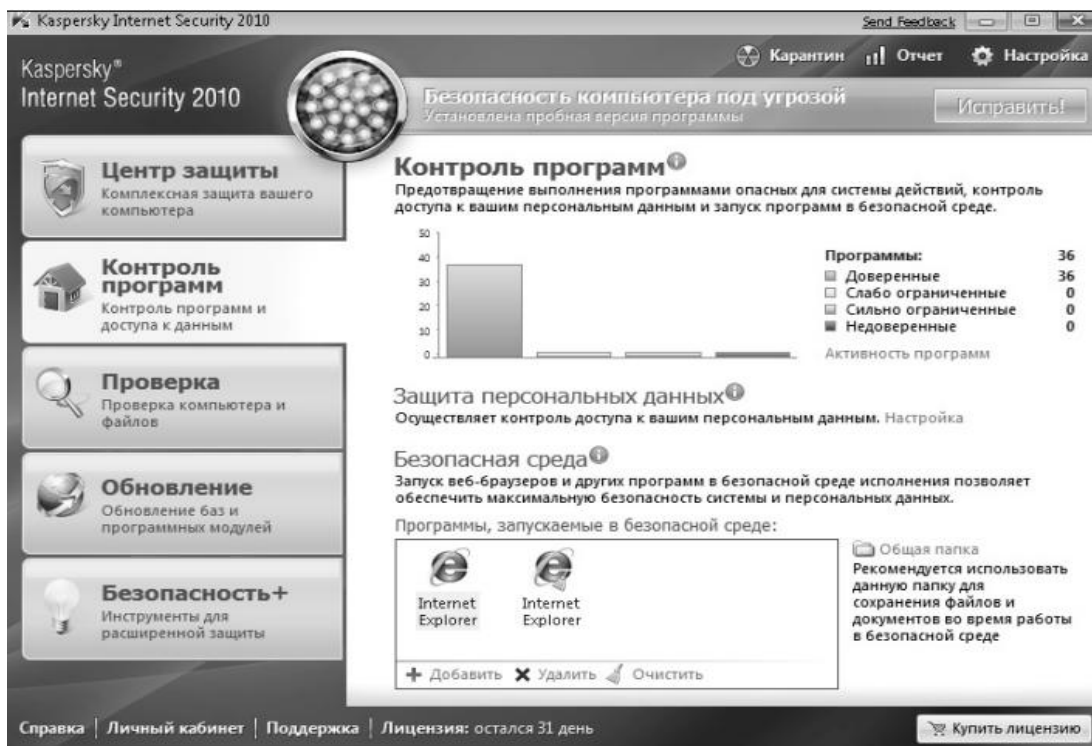 Kaspersky Internet Security 2010
Send Feedback
Kaspersky®
Internet Security 2010
Карантин
Отчет
Настройка
Безопасность компьютера под угрозой
Установлена пробная версия программы
Исправить!
Центр защиты
Комплексная защита вашего
компьютера
Контроль
программ
Контроль программ и
доступа к данным
Проверка
Проверка компьютера и
файлов
Обновление
Обновление баз и
программных модулей
Безопасность+
Инструменты для
расширенной защиты
Контроль программ
Предотвращение выполнения программами опасных для системы действий, контроль
доступа к вашим персональным данным и запуск программ в безопасной среде.
50
40
30
20
10
0
Программы: 36
Доверенные 36
Слабо ограниченные 0
Сильно ограниченные 0
Недоверенные 0
Активность программ
Защита персональных данных
Осуществляет контроль доступа к вашим персональным данным. Настройка
Безопасная среда
Запуск веб-браузеров и других программ в безопасной среде исполнения позволяет
обеспечить максимальную безопасность системы и персональных данных.
Программы, запускаемые в безопасной среде:
Internet
Explorer
Internet
Explorer
Добавить Удалить Очистить
Общая папка
Рекомендуется использовать
данную папку для
сохранения файлов и
документов во время работы
в безопасной среде
Справка | Личный кабинет | Поддержка | Лицензия: остался 31 день
Купить лицензию